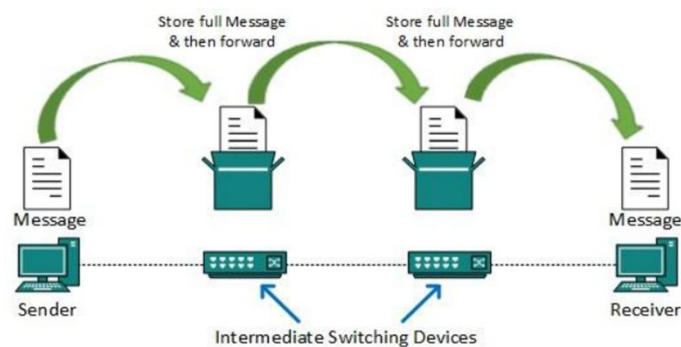 Store full Message
& then forward
Store full Message
& then forward
Message
Message
Sender
Receiver
Intermediate Switching Devices